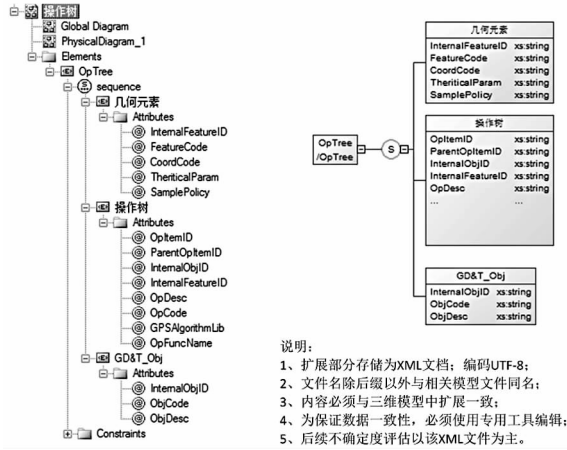 操作树
Global Diagram
PhysicalDiagram_1
Elements
OpTree
sequence
几何元素
Attributes
InternalFeatureID
FeatureCode
CoordCode
TheriticalParam
SamplePolicy
操作树
Attributes
OpItemID
ParentOpItemID
InternalObjID
InternalFeatureID
OpDesc
OpCode
GPSAlgorithmLib
OpFuncName
GD&T_Obj
Attributes
InternalObjID
ObjCode
ObjDesc
Constraints
OpTree
/OpTree
S
几何元素
InternalFeatureID xs:string
FeatureCode xs:string
CoordCode xs:string
TheriticalParam xs:string
SamplePolicy xs:string
操作树
OpItemID xs:string
ParentOpItemID xs:string
InternalObjID xs:string
InternalFeatureID xs:string
OpDesc xs:string
... ...
GD&T_Obj
InternalObjID xs:string
ObjCode xs:string
ObjDesc xs:string
说明：
1、扩展部分存储为XML文档；编码UTF-8；
2、文件名除后缀以外与相关模型文件同名；
3、内容必须与三维模型中扩展一致；
4、为保证数据一致性，必须使用专用工具编辑；
5、后续不确定度评估以该XML文件为主。